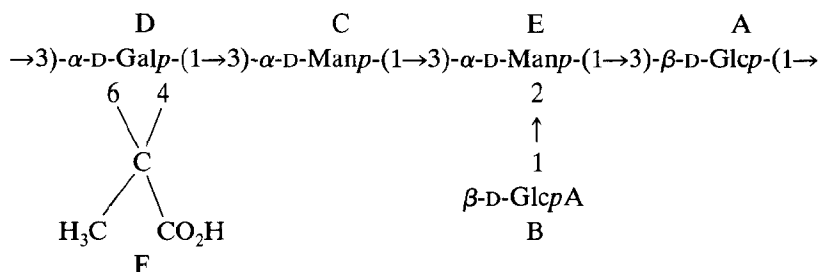 D C E A
→3)-α-D-Galp-(1→3)-α-D-Manp-(1→3)-α-D-Manp-(1→3)-β-D-Glcp-(1→
6 4 2
↑
C 1
β-D-GlcpA
H₃C CO₂H B
F